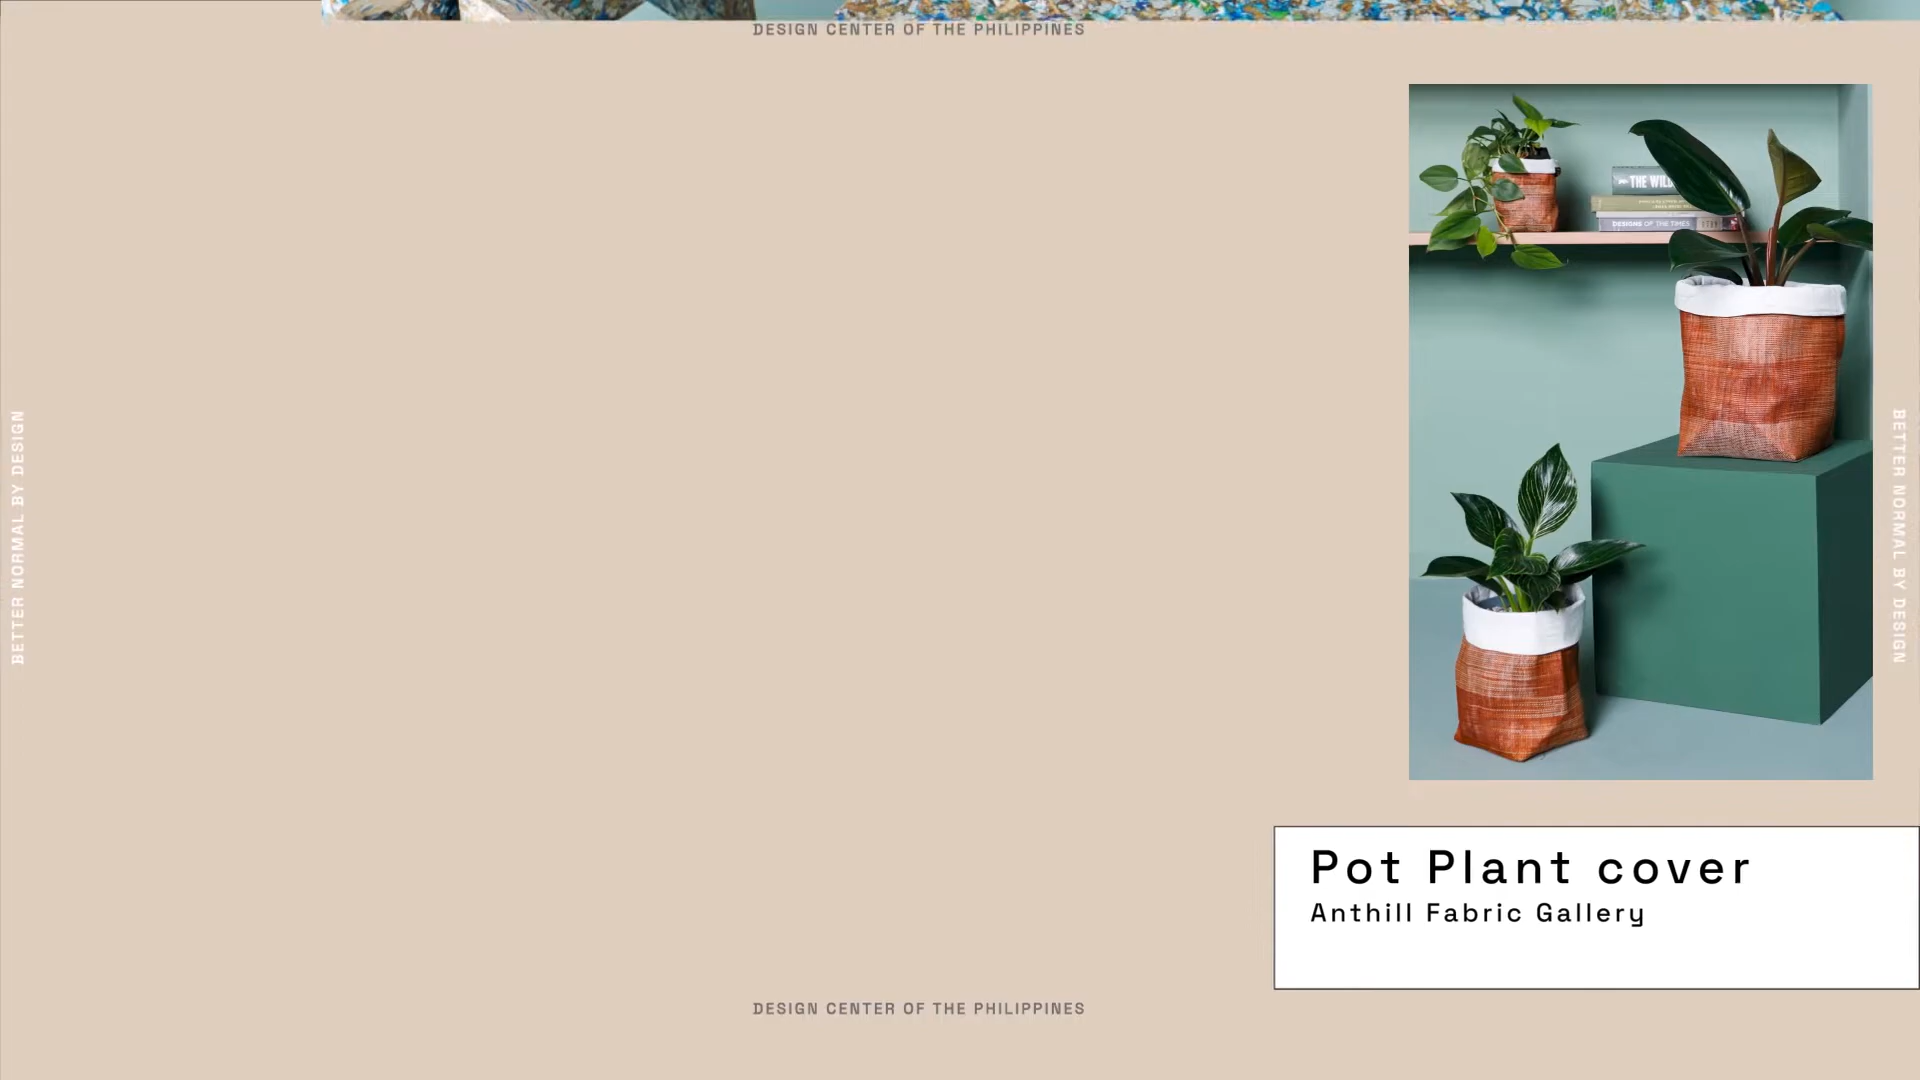 DESIGN CENTER OF THE PHILIPPINES
THE WILD
DESIGNS OF THE TIMES
BETTER NORMAL BY DESIGN
BETTER NORMAL BY DESIGN
Pot Plant cover
Anthill Fabric Gallery
DESIGN CENTER OF THE PHILIPPINES